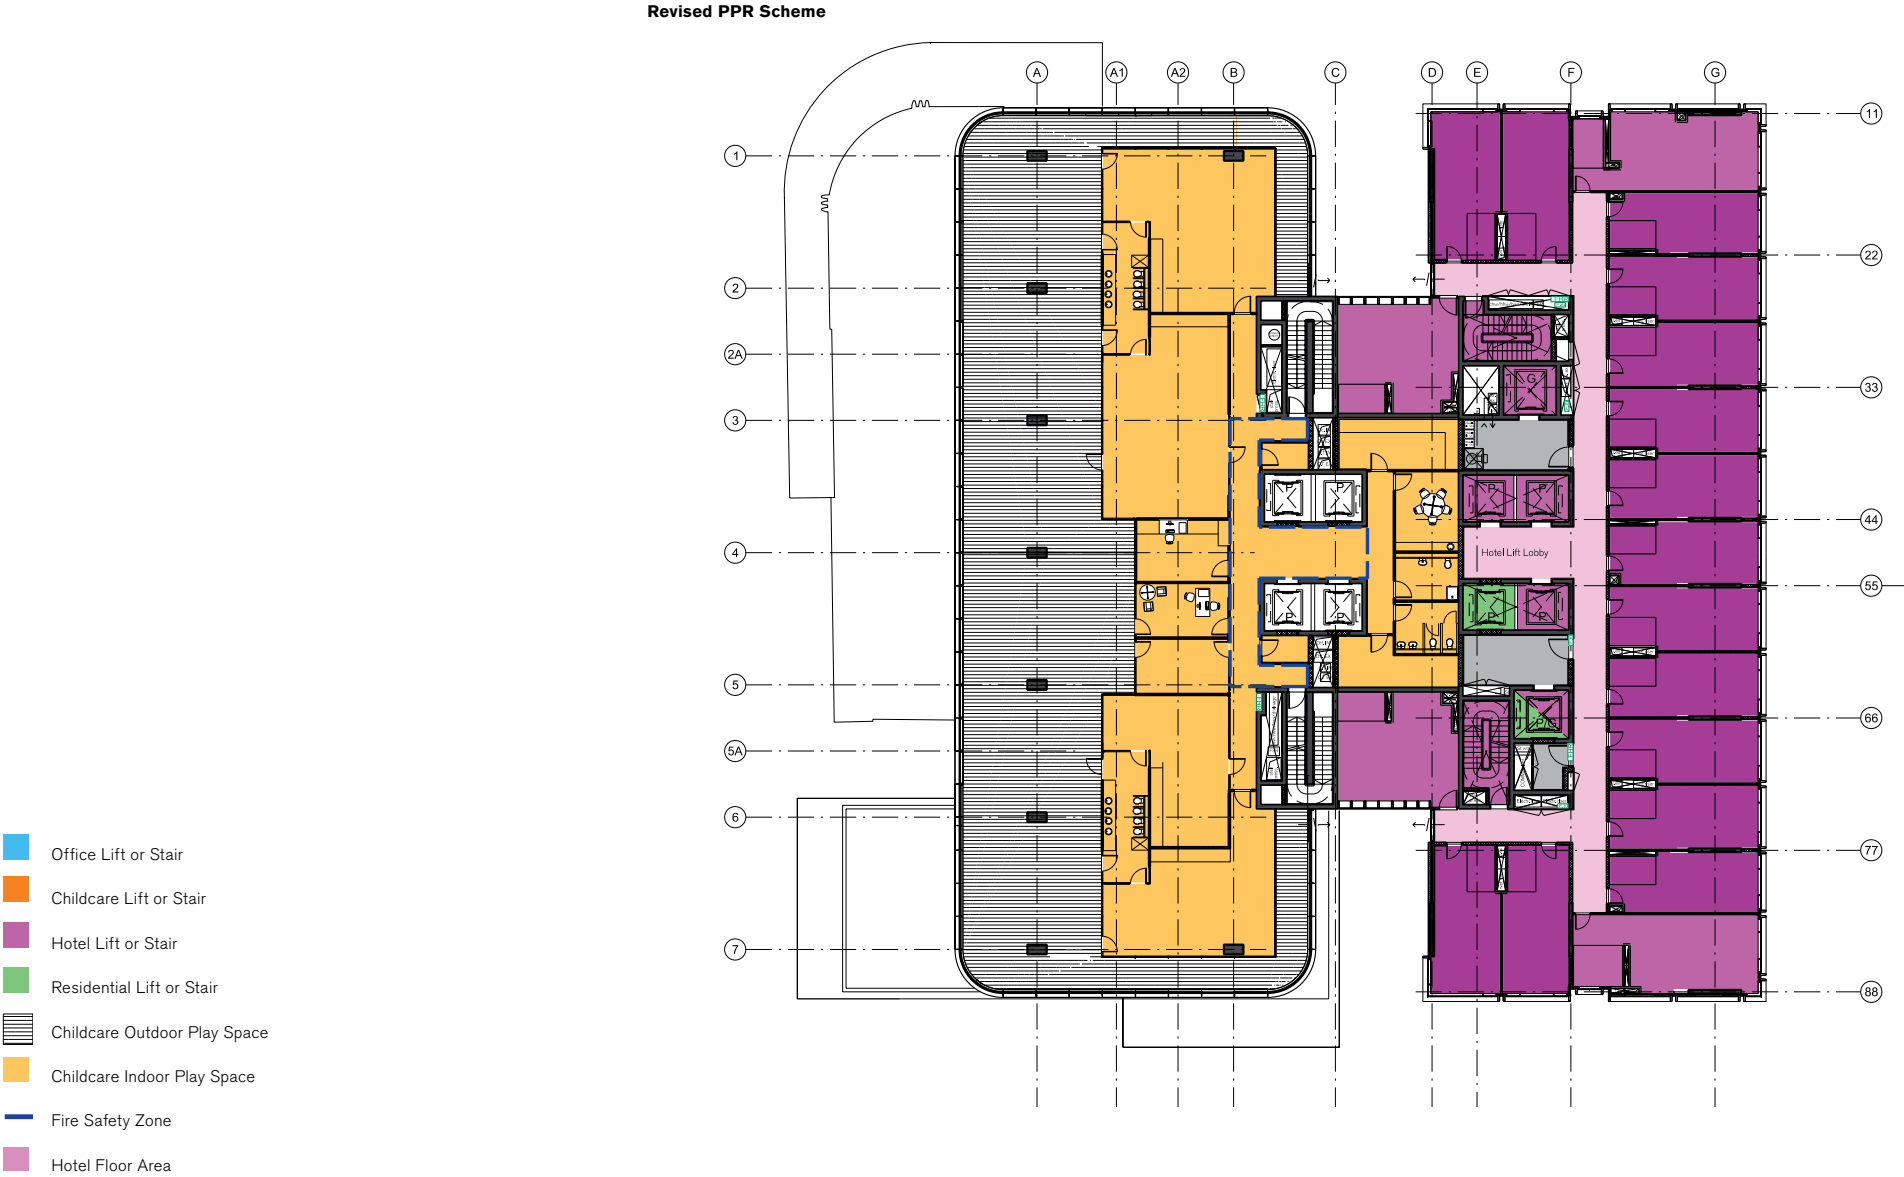 Revised PPR Scheme
A A1 A2 B C D E F G
11
1
22
2
2A
33
G
3
P P P P
44
4
Hotel Lift Lobby
55
P P P P
5
66
P/G
5A
6
77
7
88
Office Lift or Stair
Childcare Lift or Stair
Hotel Lift or Stair
Residential Lift or Stair
Childcare Outdoor Play Space
Childcare Indoor Play Space
Fire Safety Zone
Hotel Floor Area